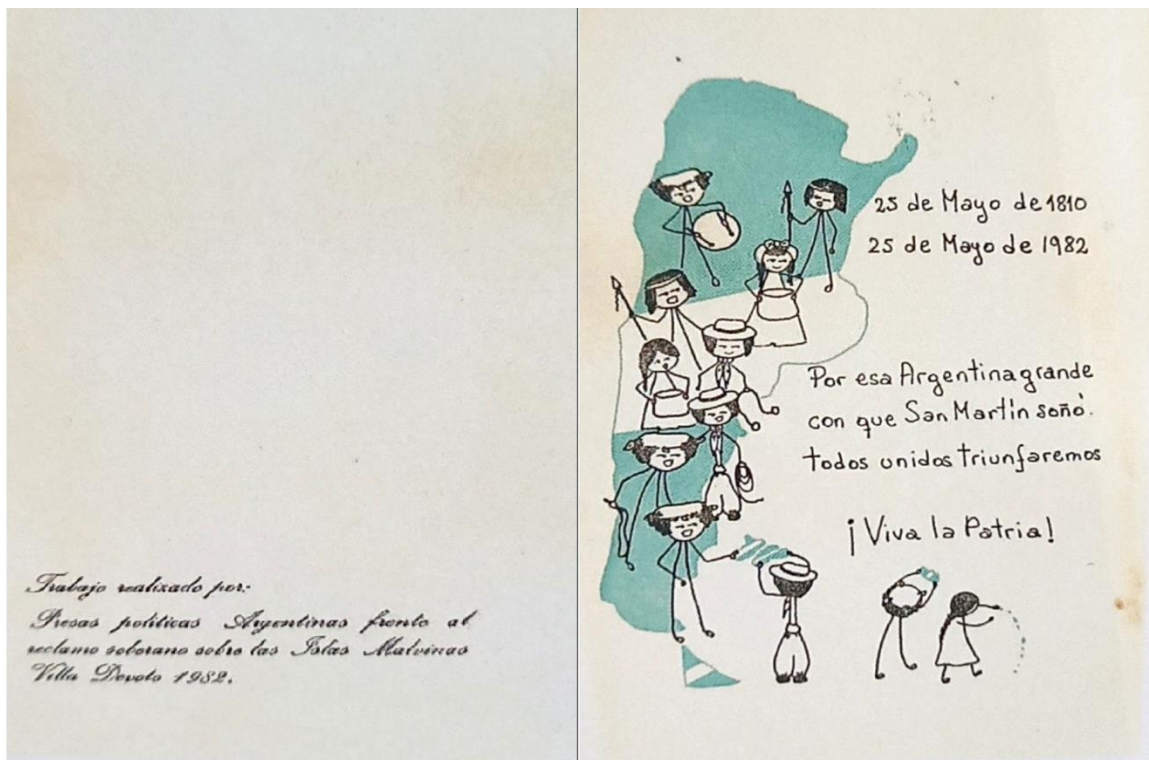 Trabajo realizado por:
Presas políticas Argentinas frente al
reclamo soberano sobre las Islas Malvinas
Villa Devoto 1982.
25 de Mayo de 1810
25 de Mayo de 1982
Por esa Argentina grande
con que San Martín soñó.
todos unidos triunfaremos
¡Viva la Patria!